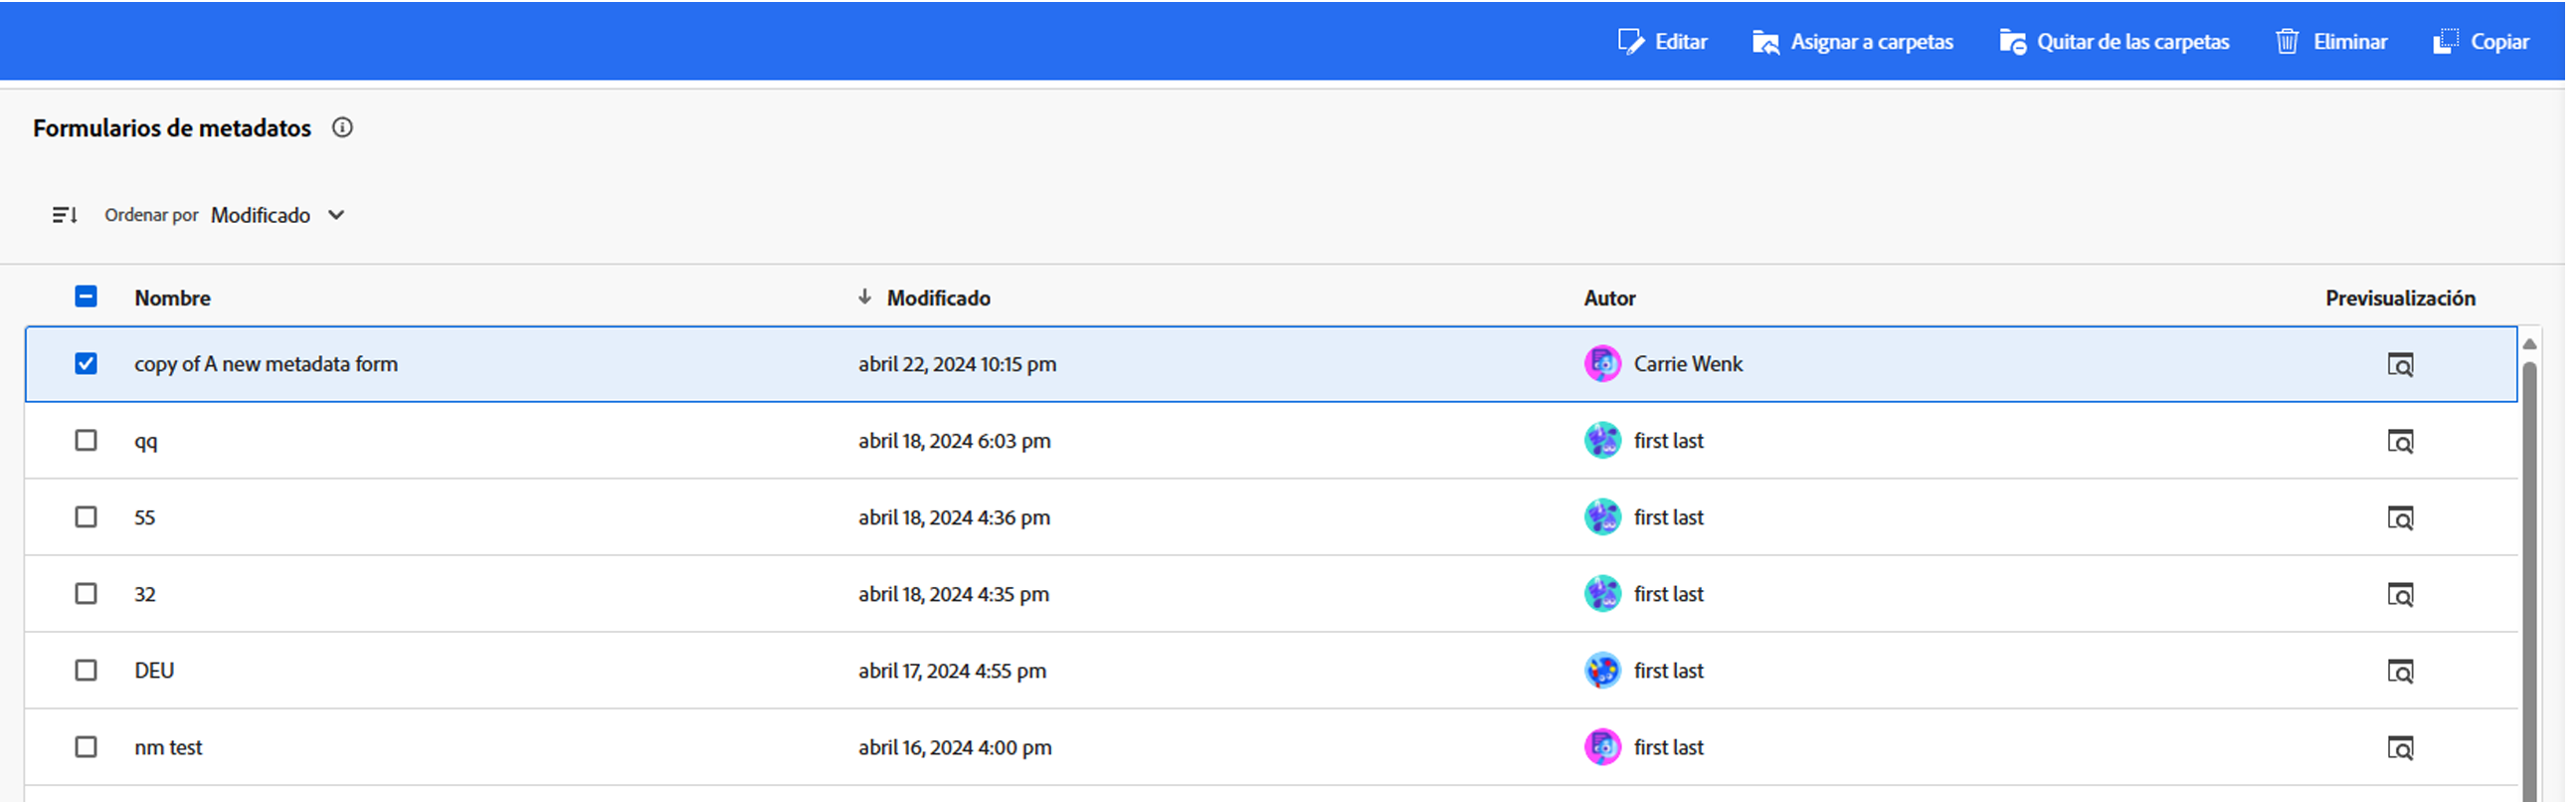 Editar Asignar a carpetas Quitar de las carpetas Eliminar Copiar
Formularios de metadatos
Ordenar por Modificado
Nombre Modificado Autor Previsualización
copy of A new metadata form abril 22, 2024 10:15 pm Carrie Wenk
qq abril 18, 2024 6:03 pm first last
55 abril 18, 2024 4:36 pm first last
32 abril 18, 2024 4:35 pm first last
DEU abril 17, 2024 4:55 pm first last
nm test abril 16, 2024 4:00 pm first last